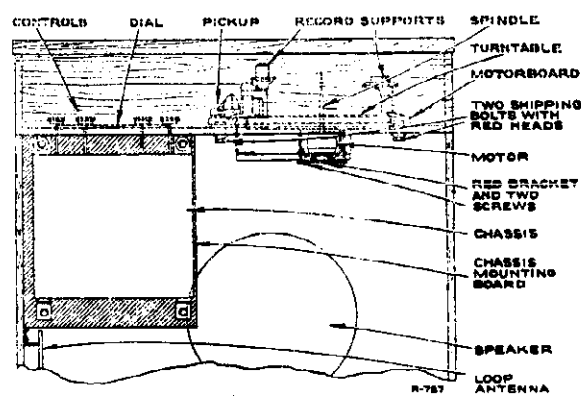 CONTROLS DIAL PICKUP RECORD SUPPORTS SPINDLE
TURNTABLE
MOTORBOARD
TWO SHIPPING
BOLTS WITH
RED HEADS
MOTOR
RED BRACKET
AND TWO
SCREWS
CHASSIS
CHASSIS
MOUNTING
BOARD
SPEAKER
LOOP
ANTENNA
R-757